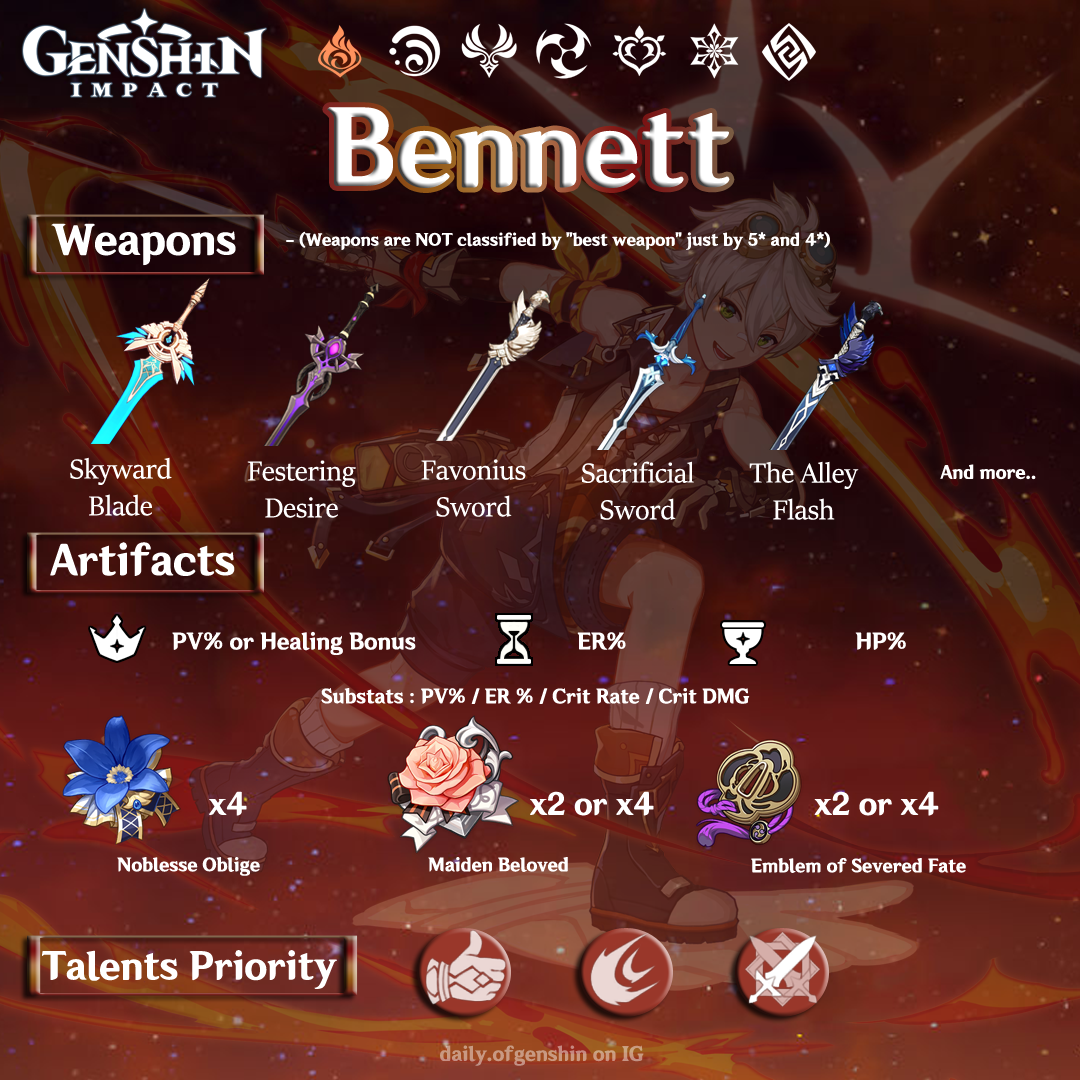 GENSHIN
IMPACT
Bennett
Weapons
- (Weapons are NOT classified by "best weapon" just by 5* and 4*)
Skyward
Blade
Festering
Desire
Favonius
Sword
Sacrificial
Sword
The Alley
Flash
And more..
Artifacts
PV% or Healing Bonus
ER%
HP%
Substats : PV% / ER % / Crit Rate / Crit DMG
x4
x2 or x4
x2 or x4
Noblesse Oblige
Maiden Beloved
Emblem of Severed Fate
Talents Priority
daily.ofgenshin on IG